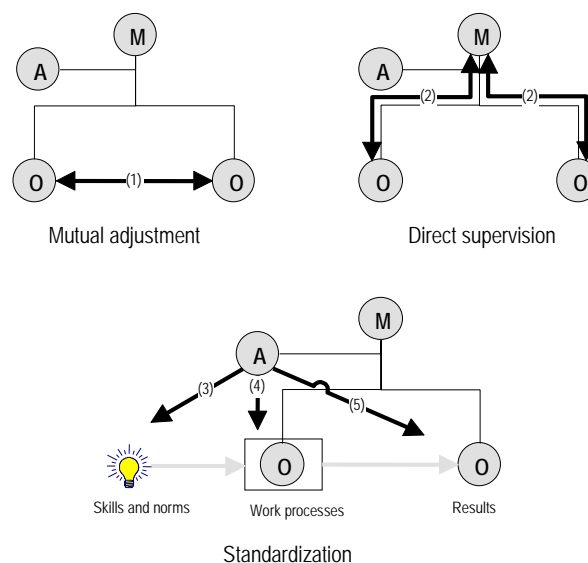 M
M
A
A
(2)
(2)
O
(1)
O
O
O
Mutual adjustment
Direct supervision
M
A
(3)
(4)
(5)
O
O
Skills and norms
Work processes
Results
Standardization